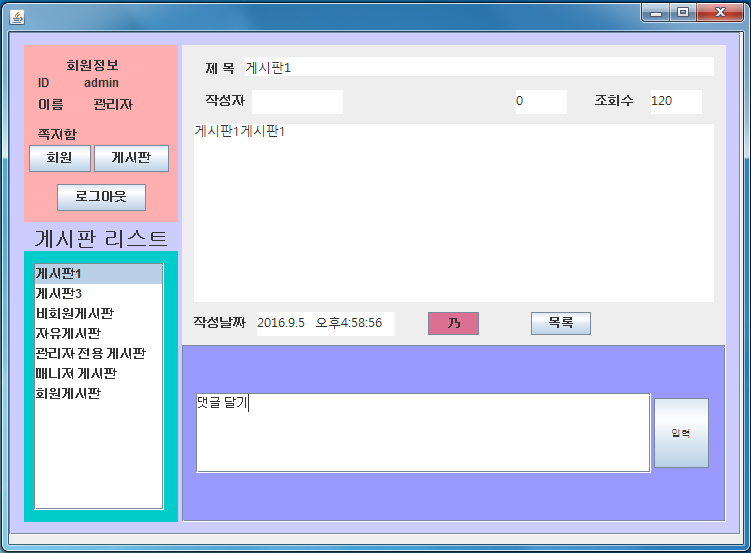 회원정보
ID admin
이름 관리자
쪽지함
회원 게시판
로그아웃
게시판 리스트
게시판1
게시판3
비회원게시판
자유게시판
관리자 전용 게시판
매니져 게시판
회원게시판
제 목 게시판1
작성자 0 조회수 120
게시판1게시판1
작성날짜 2016.9.5 오후4:58:56 乃 목록
댓글 달기
입력